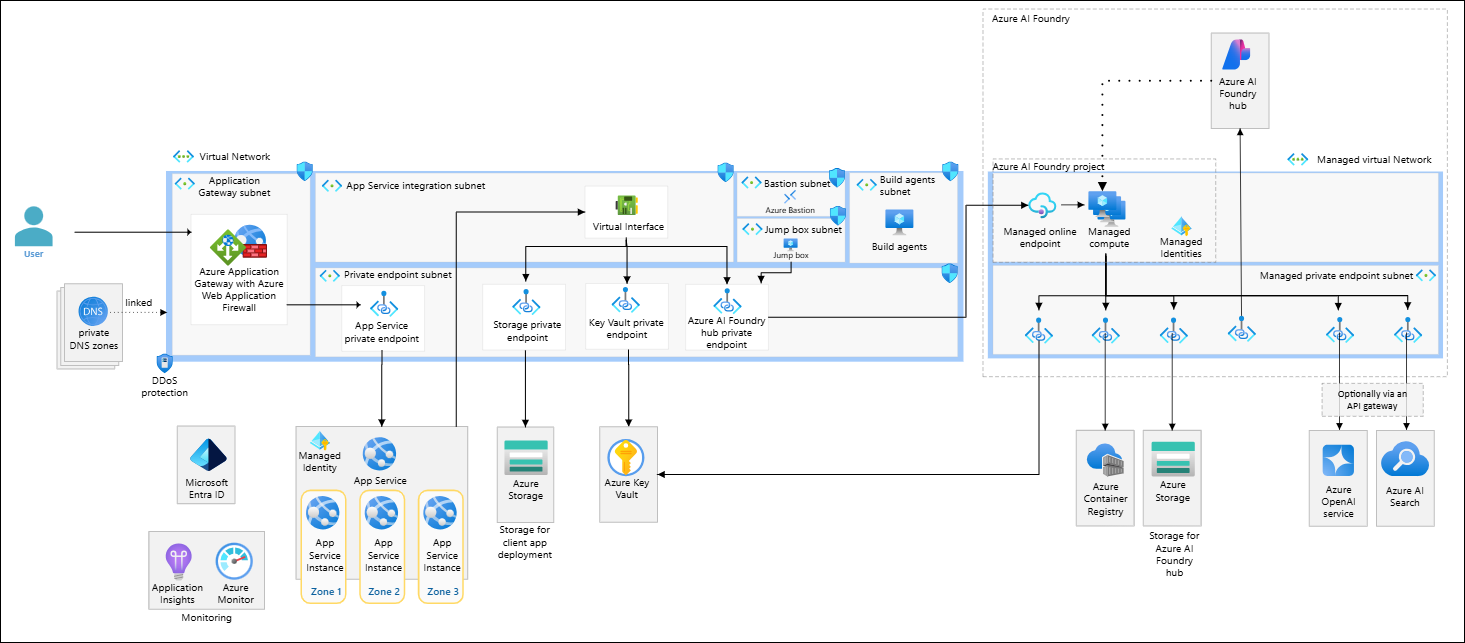 Azure AI Foundry
Azure AI
Foundry
hub
Virtual Network
Azure AI Foundry project
Managed virtual Network
Application
Gateway subnet
App Service integration subnet
Bastion subnet
Azure Bastion
Build agents
subnet
Virtual Interface
Jump box subnet
Jump box
Build agents
Managed online
endpoint
Managed
compute
Managed
Identities
User
Azure Application
Gateway with Azure
Web Application
Firewall
Private endpoint subnet
Managed private endpoint subnet
DNS
private
DNS zones
linked
App Service
private endpoint
Storage private
endpoint
Key Vault private
endpoint
Azure AI Foundry
hub private
endpoint
DDoS
protection
Optionally via an
API gateway
Microsoft
Entra ID
Managed
Identity
App Service
Azure
Storage
Storage for
client app
deployment
Azure Key
Vault
Azure
Container
Registry
Azure
Storage
Storage for
Azure AI
Foundry
hub
Azure
OpenAI
service
Azure AI
Search
App
Service
Instance
Zone 1
App
Service
Instance
Zone 2
App
Service
Instance
Zone 3
Application
Insights
Azure
Monitor
Monitoring